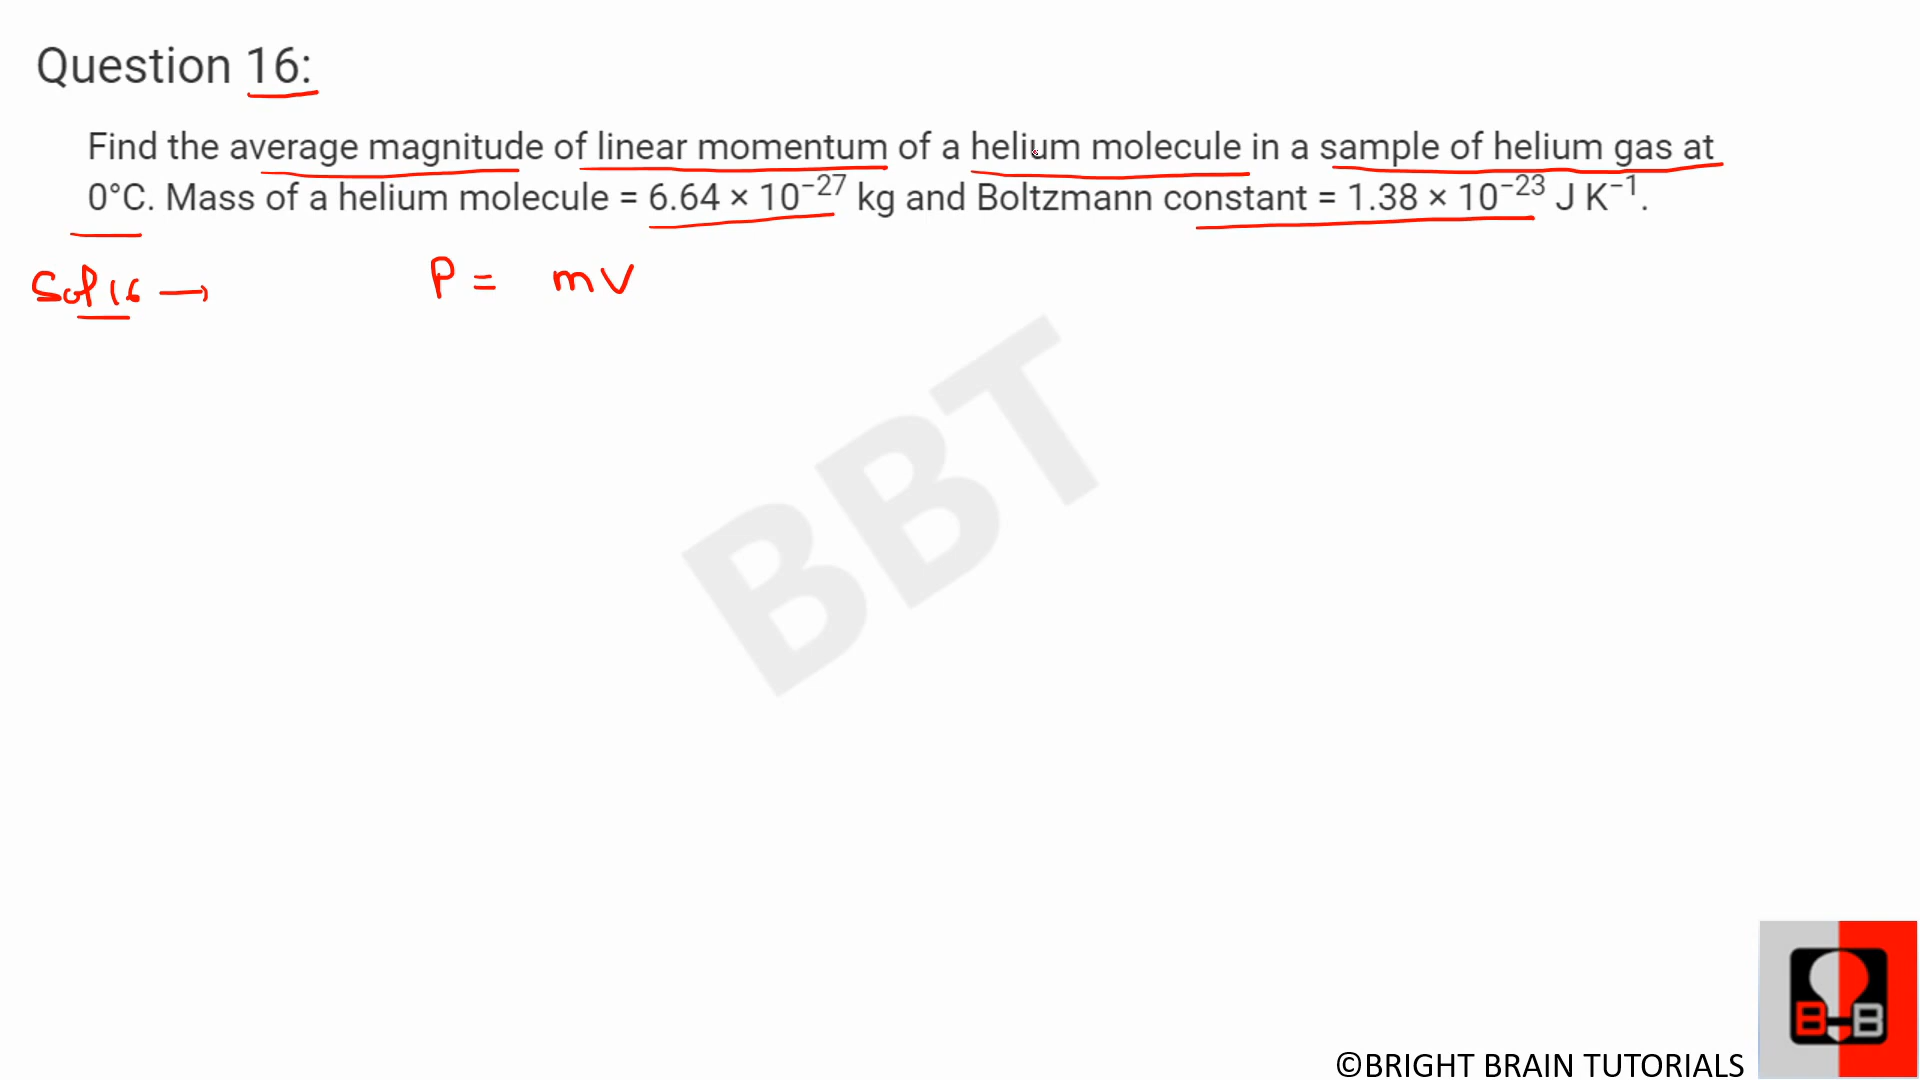 Question 16:
Find the average magnitude of linear momentum of a helium molecule in a sample of helium gas at
0°C. Mass of a helium molecule = 6.64 × 10⁻²⁷ kg and Boltzmann constant = 1.38 × 10⁻²³ J K⁻¹.
Sol 16 → P = mv
BBT
B-B
©BRIGHT BRAIN TUTORIALS